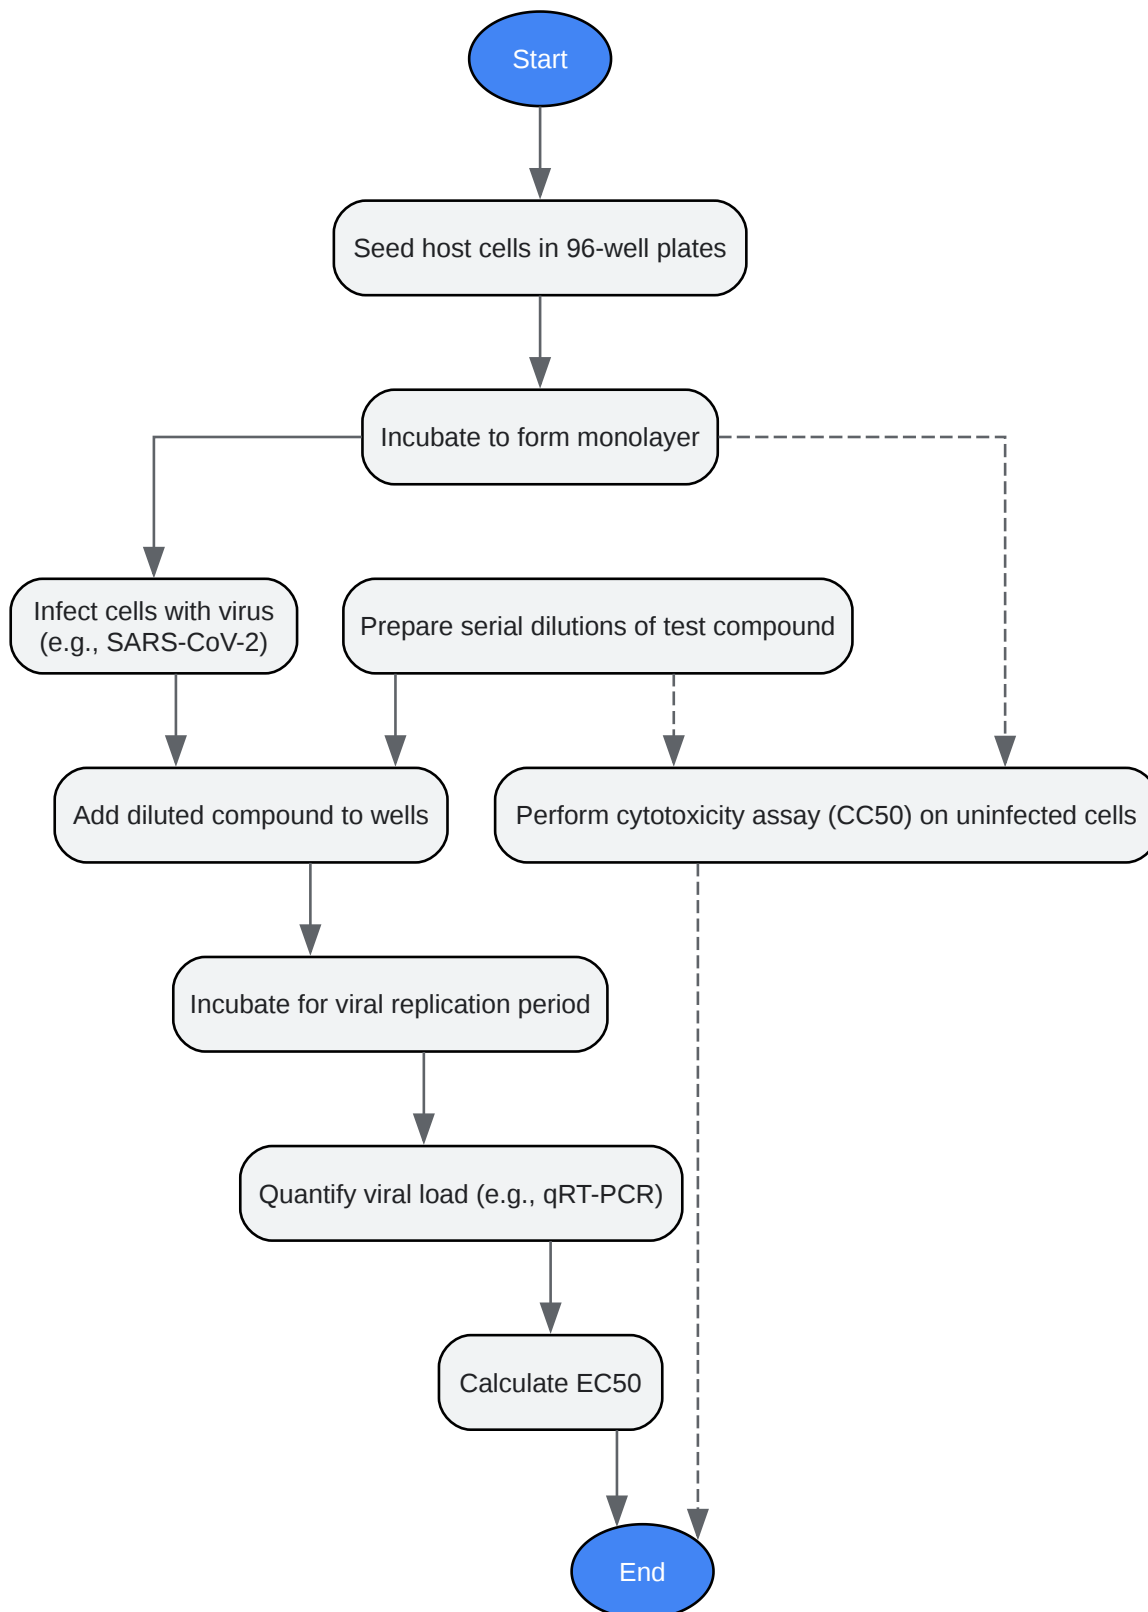 Start
Seed host cells in 96-well plates
Incubate to form monolayer
Infect cells with virus
(e.g., SARS-CoV-2)
Prepare serial dilutions of test compound
Add diluted compound to wells
Perform cytotoxicity assay (CC50) on uninfected cells
Incubate for viral replication period
Quantify viral load (e.g., qRT-PCR)
Calculate EC50
End